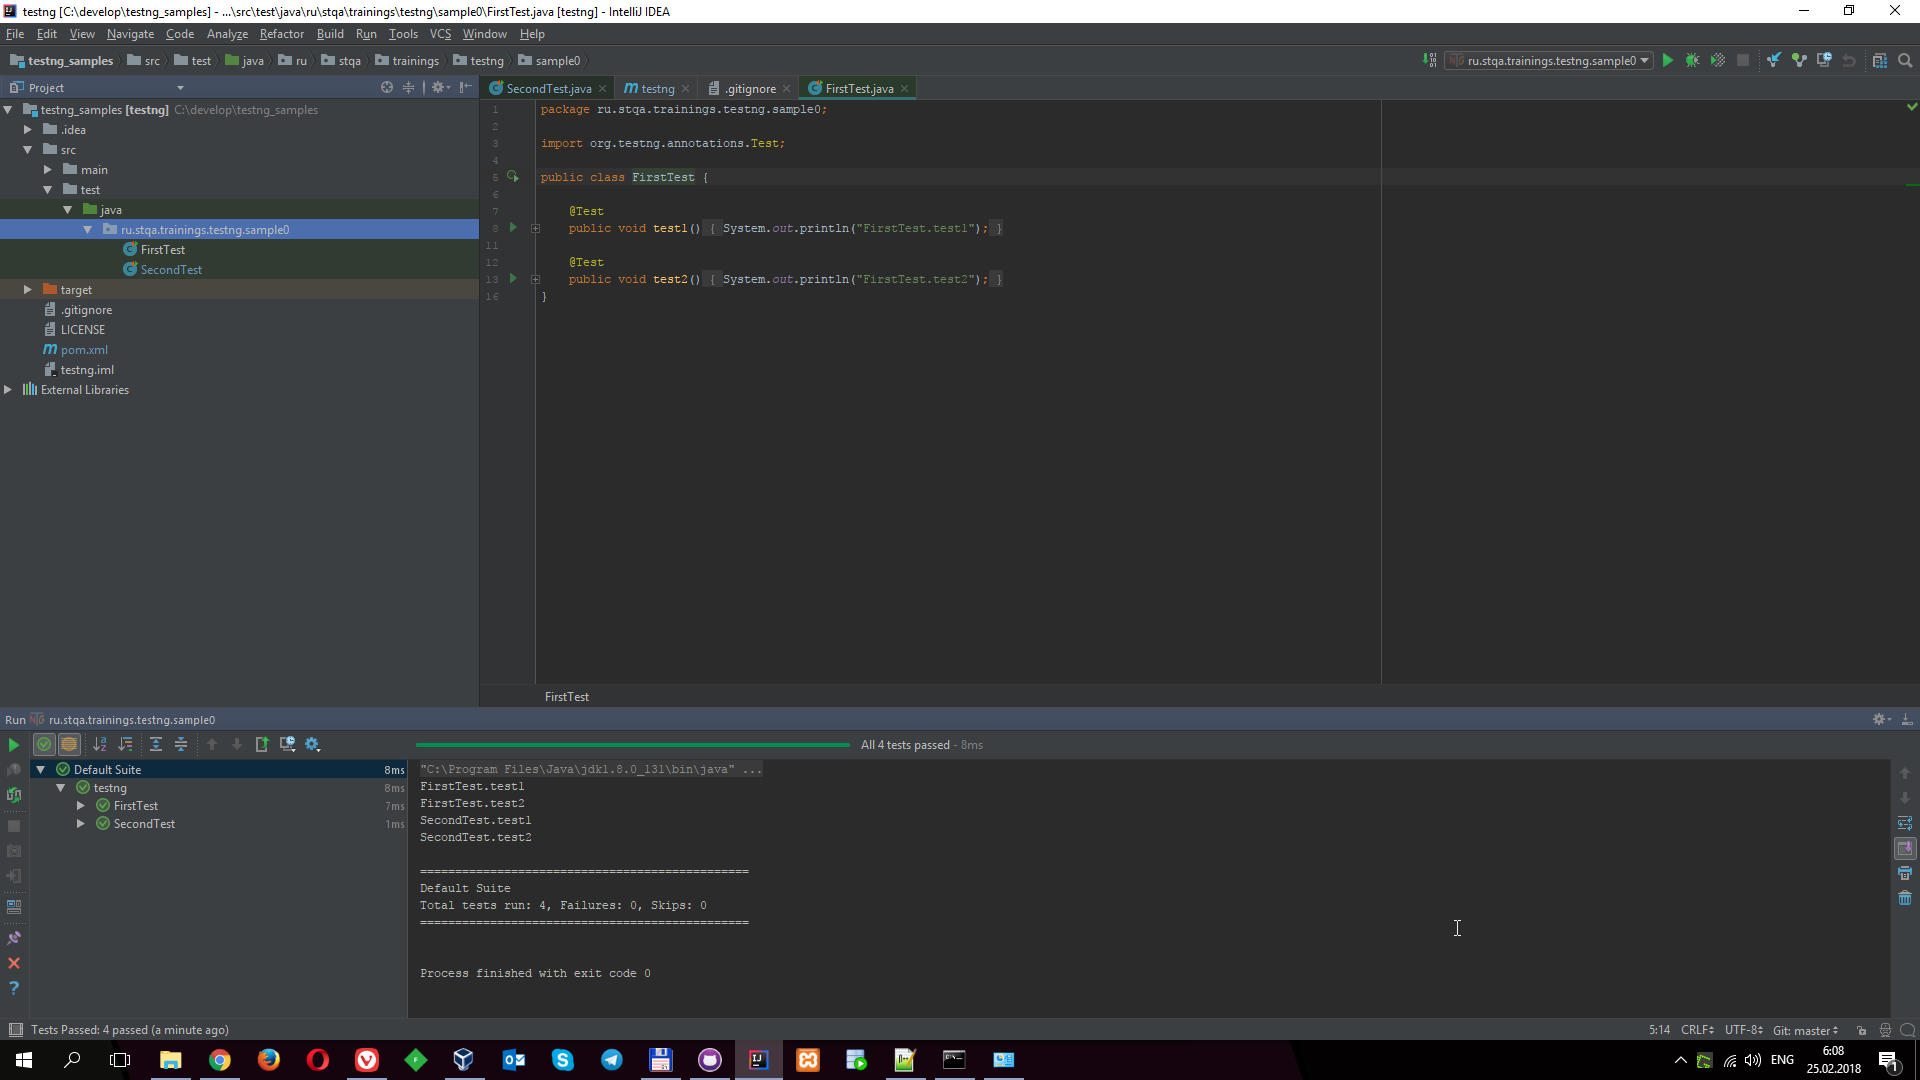 testng [C:\develop\testng_samples] - ...\src\test\java\ru\stqa\trainings\testng\sample0\FirstTest.java [testng] - IntelliJ IDEA
File Edit View Navigate Code Analyze Refactor Build Run Tools VCS Window Help
testng_samples src test java ru stqa trainings testng sample0
ru.stqa.trainings.testng.sample0
Project
SecondTest.java testng .gitignore FirstTest.java
testng_samples [testng] C:\develop\testng_samples
.idea
src
main
test
java
ru.stqa.trainings.testng.sample0
FirstTest
SecondTest
target
.gitignore
LICENSE
pom.xml
testng.iml
External Libraries
1 package ru.stqa.trainings.testng.sample0;
2
3 import org.testng.annotations.Test;
4
5 public class FirstTest {
6
7 @Test
8 public void test1() { System.out.println("FirstTest.test1"); }
11
12 @Test
13 public void test2() { System.out.println("FirstTest.test2"); }
16 }
FirstTest
Run ru.stqa.trainings.testng.sample0
All 4 tests passed - 8ms
Default Suite 8ms
testng 8ms
FirstTest 7ms
SecondTest 1ms
"C:\Program Files\Java\jdk1.8.0_131\bin\java" ...
FirstTest.test1
FirstTest.test2
SecondTest.test1
SecondTest.test2
===============================================
Default Suite
Total tests run: 4, Failures: 0, Skips: 0
===============================================
Process finished with exit code 0
Tests Passed: 4 passed (a minute ago)
5:14 CRLF UTF-8 Git: master
ENG
6:08
25.02.2018
1